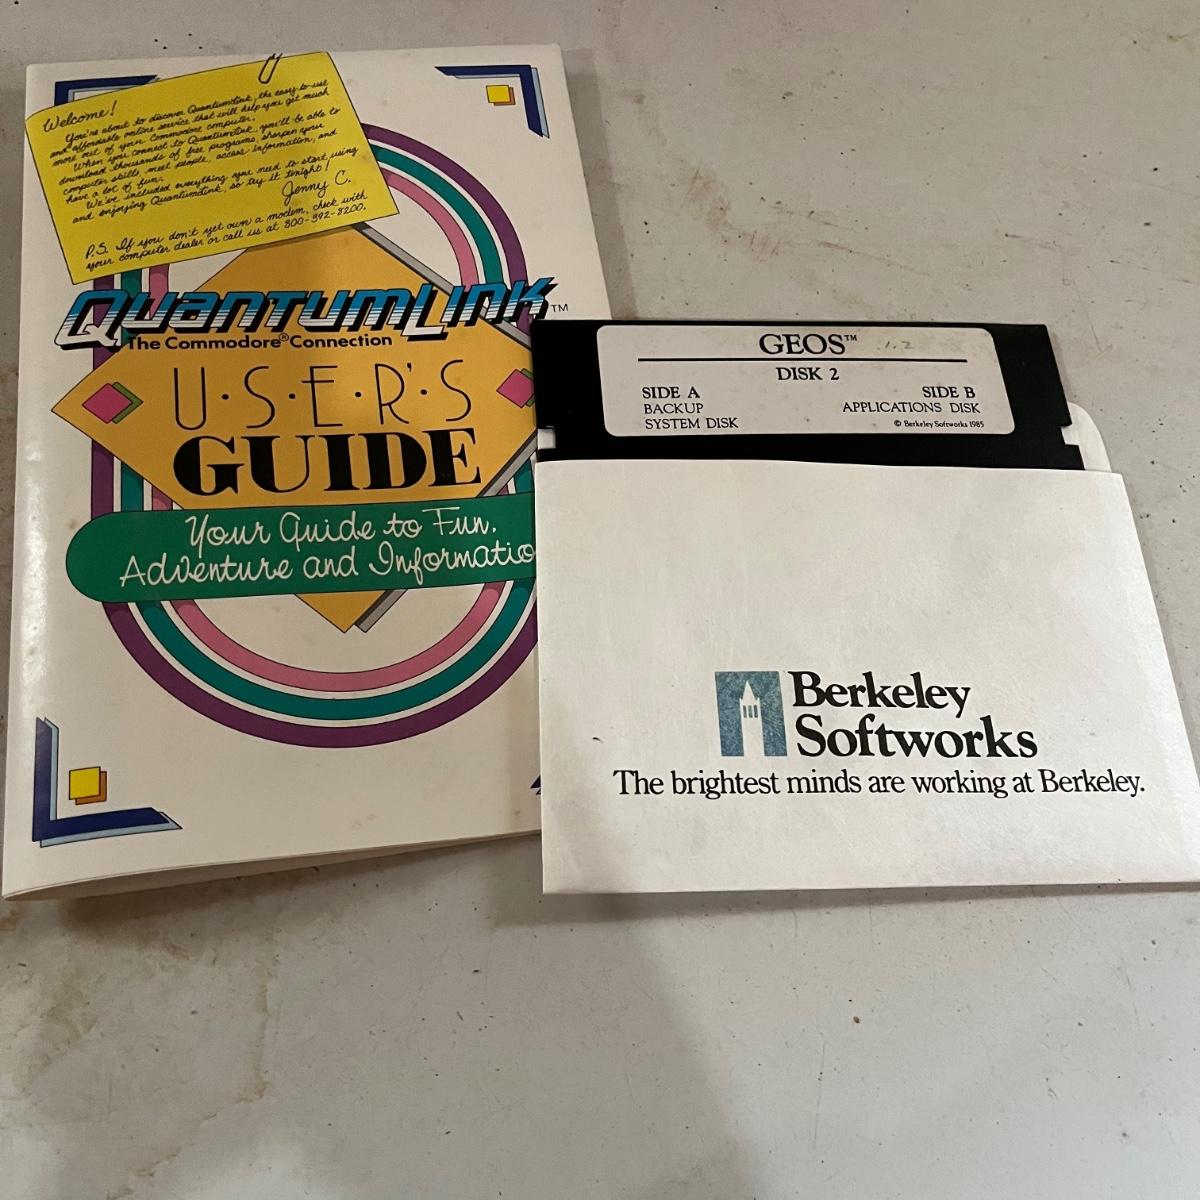 Welcome!
You're about to discover QuantumLink, the easy-to-use
and affordable online service that will help you get much
more out of your Commodore computer.
When you connect to QuantumLink, you'll be able to
download thousands of free programs, sharpen your
computer skills, meet people, access information, and
have a lot of fun.
We've included everything you need to start using
and enjoying QuantumLink, so try it tonight!
Jenny C.
P.S. If you don't yet own a modem, check with
your computer dealer or call us at 800-392-8200.
QUANTUMLINK™
The Commodore® Connection
U·S·E·R'S
GUIDE
Your Guide to Fun,
Adventure and Informatio
GEOS™ 1.2
DISK 2
SIDE A
BACKUP
SYSTEM DISK
SIDE B
APPLICATIONS DISK
© Berkeley Softworks 1985
Berkeley
Softworks
The brightest minds are working at Berkeley.